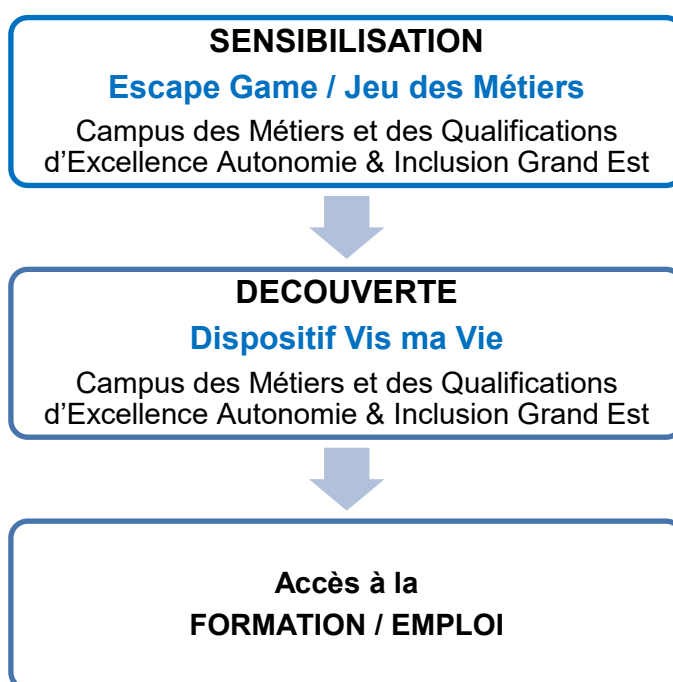 SENSIBILISATION
Escape Game / Jeu des Métiers
Campus des Métiers et des Qualifications
d’Excellence Autonomie & Inclusion Grand Est
DECOUVERTE
Dispositif Vis ma Vie
Campus des Métiers et des Qualifications
d’Excellence Autonomie & Inclusion Grand Est
Accès à la
FORMATION / EMPLOI